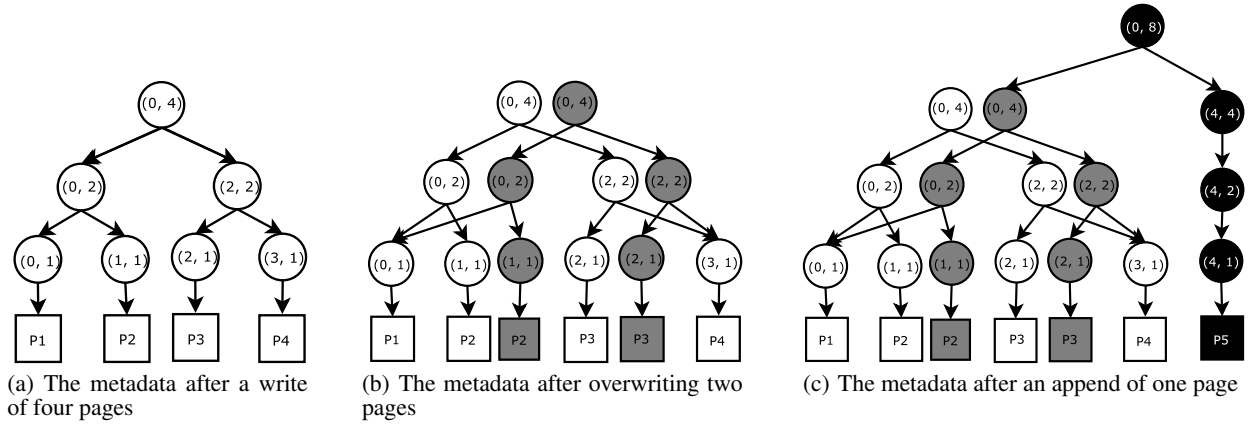 (0, 4)
(0, 2) (2, 2)
(0, 1) (1, 1) (2, 1) (3, 1)
P1 P2 P3 P4
(a) The metadata after a write
of four pages
(0, 4) (0, 4)
(0, 2) (0, 2) (2, 2) (2, 2)
(0, 1) (1, 1) (1, 1) (2, 1) (2, 1) (3, 1)
P1 P2 P2 P3 P3 P4
(b) The metadata after overwriting two
pages
(0, 8)
(0, 4) (0, 4) (4, 4)
(0, 2) (0, 2) (2, 2) (2, 2) (4, 2)
(0, 1) (1, 1) (1, 1) (2, 1) (2, 1) (3, 1) (4, 1)
P1 P2 P2 P3 P3 P4 P5
(c) The metadata after an append of one page